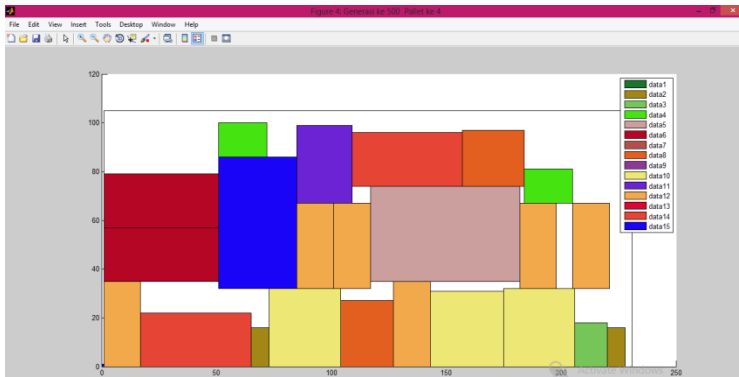 Figure 4: Generasi ke 500 Pallet ke 4
File Edit View Insert Tools Desktop Window Help
120
100
80
60
40
20
0
0 50 100 150 200 250
data1
data2
data3
data4
data5
data6
data7
data8
data9
data10
data11
data12
data13
data14
data15
Activate Windows